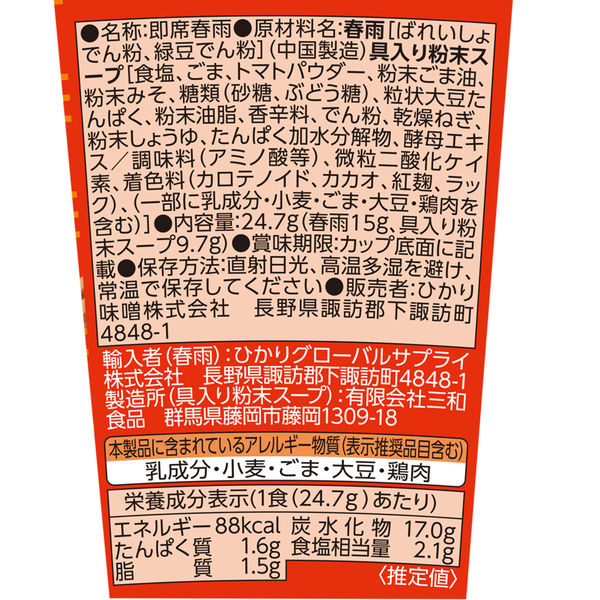 ●名称:即席春雨●原材料名:春雨[ばれいしょ
でん粉、緑豆でん粉](中国製造)具入り粉末ス
ープ[食塩、ごま、トマトパウダー、粉末ごま油、
粉末みそ、糖類(砂糖、ぶどう糖)、粒状大豆た
んぱく、粉末油脂、香辛料、でん粉、乾燥ねぎ、
粉末しょうゆ、たんぱく加水分解物、酵母エキ
ス/調味料(アミノ酸等)、微粒二酸化ケイ
素、着色料(カロテノイド、カカオ、紅麹、ラッ
ク)、(一部に乳成分・小麦・ごま・大豆・鶏肉を
含む)]●内容量:24.7g(春雨15g、具入り粉
末スープ9.7g)●賞味期限:カップ底面に記
載●保存方法:直射日光、高温多湿を避け、
常温で保存してください●販売者:ひかり
味噌株式会社 長野県諏訪郡下諏訪町
4848-1
輸入者(春雨):ひかりグローバルサプライ
株式会社 長野県諏訪郡下諏訪町4848-1
製造所(具入り粉末スープ):有限会社三和
食品 群馬県藤岡市藤岡1309-18
本製品に含まれているアレルギー物質(表示推奨品目含む)
乳成分・小麦・ごま・大豆・鶏肉
栄養成分表示(1食(24.7g)あたり)
エネルギー 88kcal 炭水化物 17.0g
たんぱく質 1.6g 食塩相当量 2.1g
脂質 1.5g
〈推定値〉